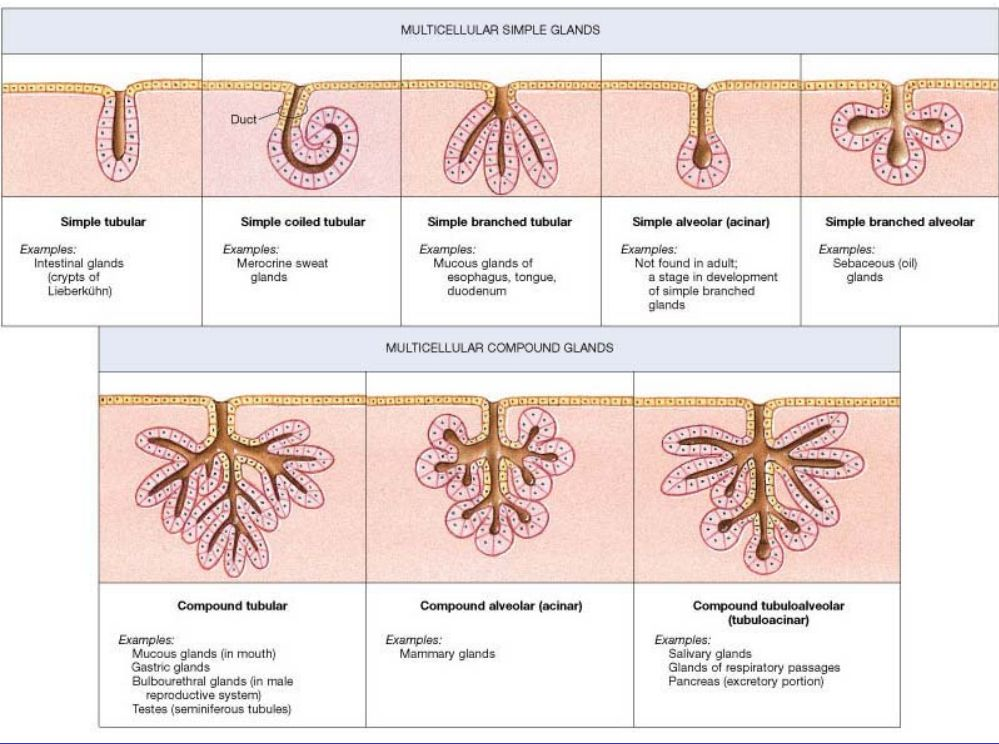 MULTICELLULAR SIMPLE GLANDS
Duct
Simple tubular
Examples:
Intestinal glands
(crypts of
Lieberkühn)
Simple coiled tubular
Examples:
Merocrine sweat
glands
Simple branched tubular
Examples:
Mucous glands of
esophagus, tongue,
duodenum
Simple alveolar (acinar)
Examples:
Not found in adult;
a stage in development
of simple branched
glands
Simple branched alveolar
Examples:
Sebaceous (oil)
glands
MULTICELLULAR COMPOUND GLANDS
Compound tubular
Examples:
Mucous glands (in mouth)
Gastric glands
Bulbourethral glands (in male
reproductive system)
Testes (seminiferous tubules)
Compound alveolar (acinar)
Examples:
Mammary glands
Compound tubuloalveolar
(tubuloacinar)
Examples:
Salivary glands
Glands of respiratory passages
Pancreas (excretory portion)